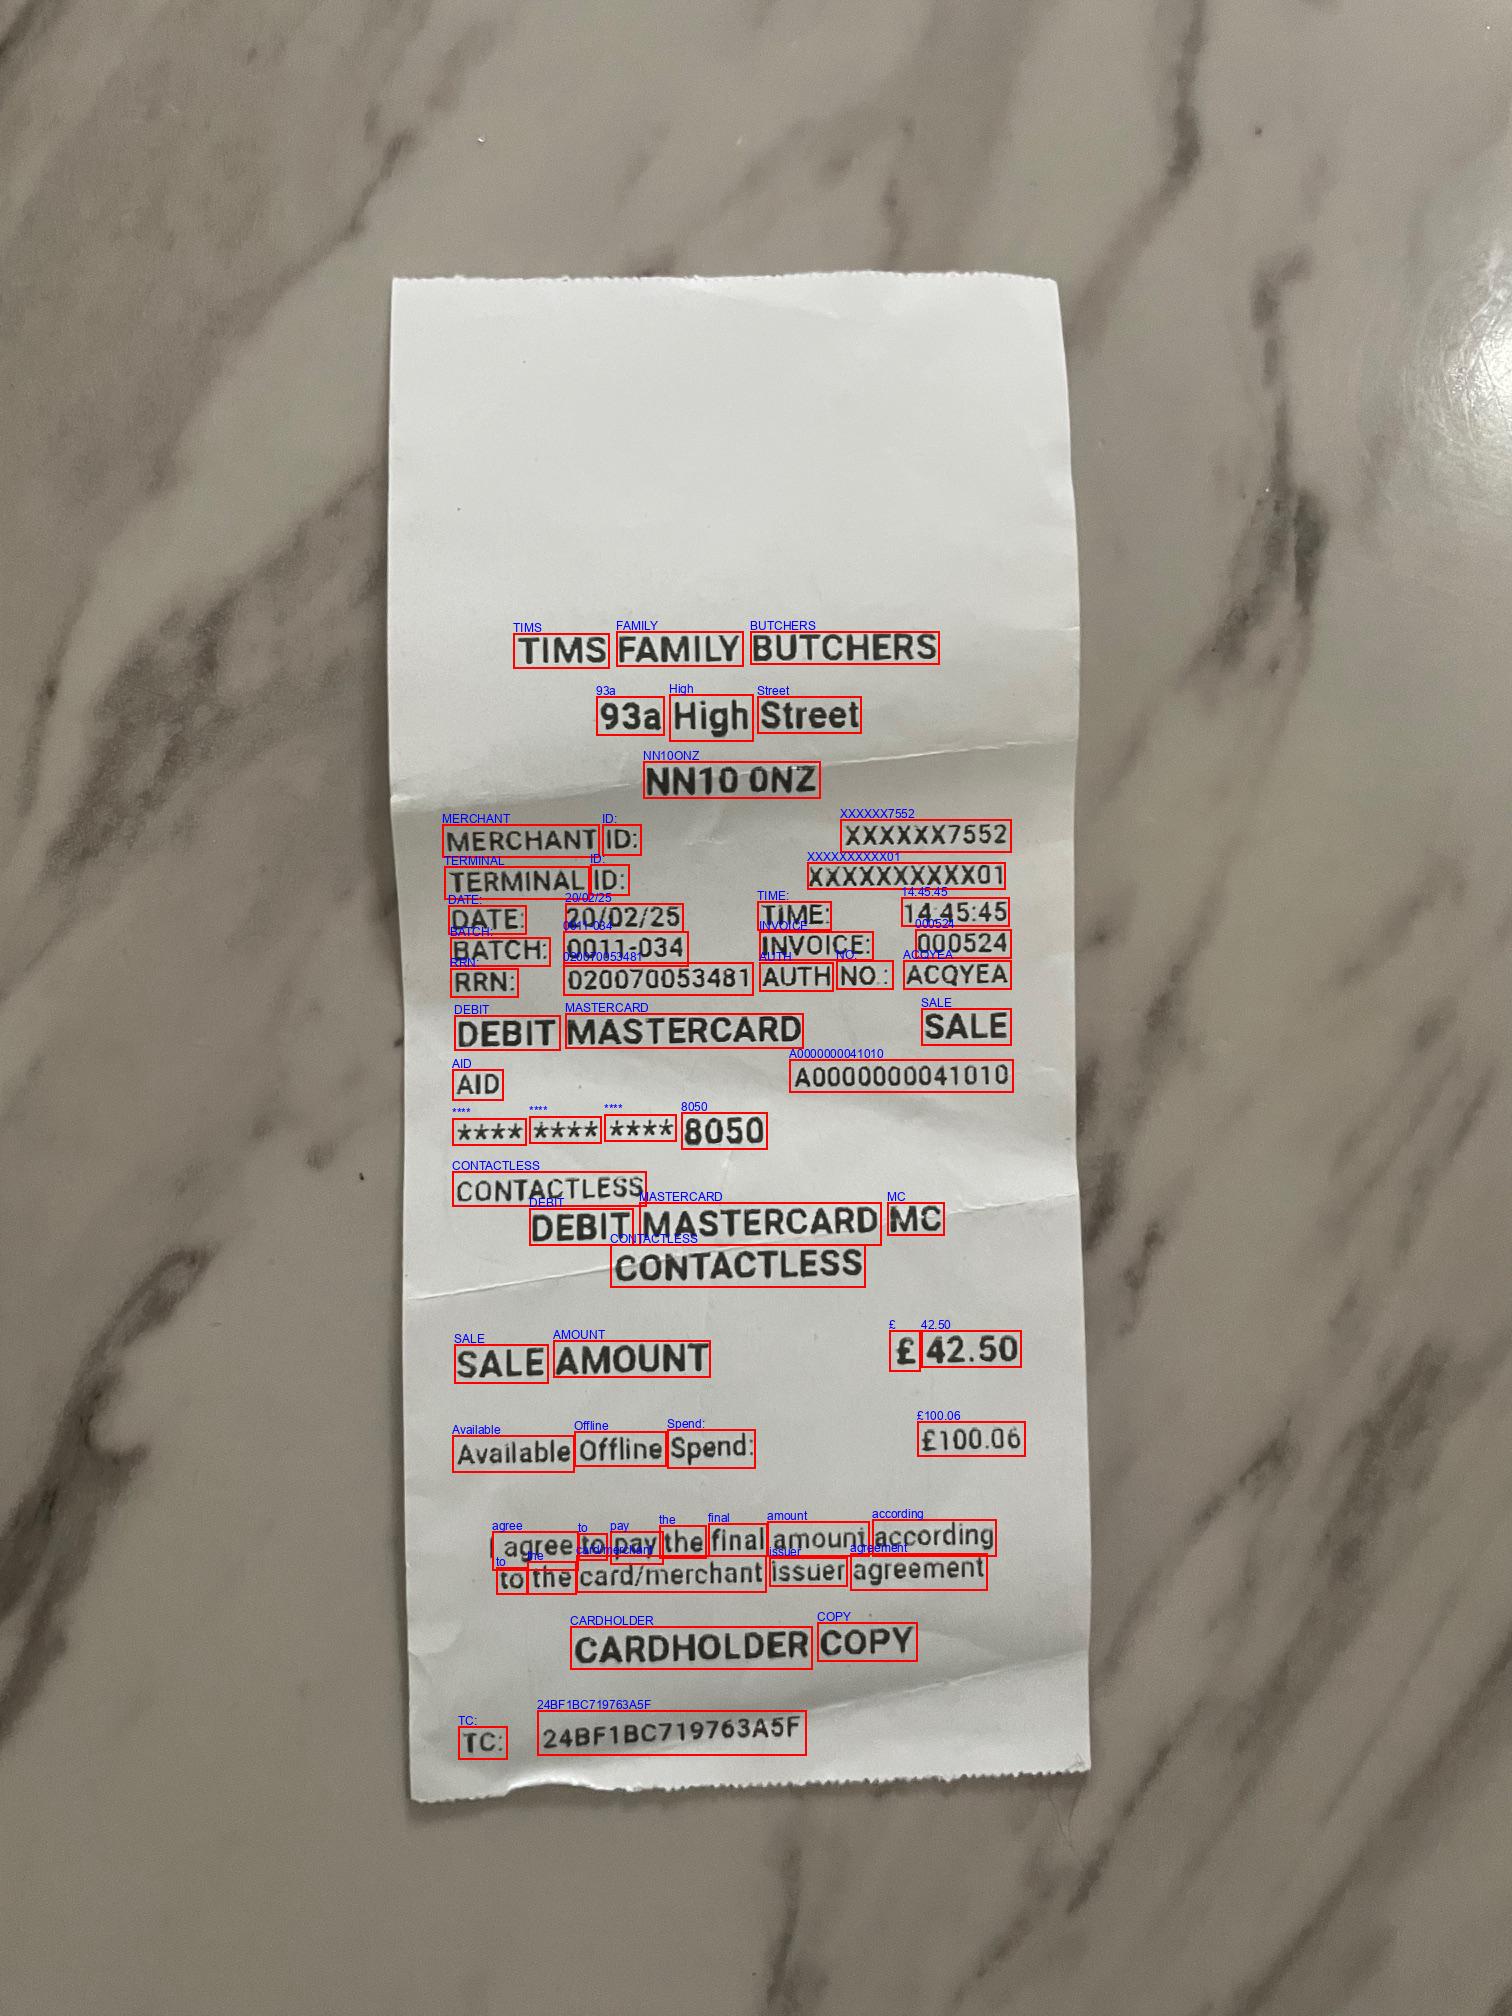 TIMS FAMILY BUTCHERS
93a High Street
NN10 0NZ
MERCHANT ID: XXXXXX7552
TERMINAL ID: XXXXXXXXXX01
DATE: 20/02/25 TIME: 14:45:45
BATCH: 0011-034 INVOICE: 000524
RRN: 020070053481 AUTH NO.: ACQYEA
DEBIT MASTERCARD SALE
AID A0000000041010
**** **** **** 8050
CONTACTLESS
DEBIT MASTERCARD MC
CONTACTLESS
SALE AMOUNT £ 42.50
Available Offline Spend: £100.06
I agree to pay the final amount according
to the card/merchant issuer agreement
CARDHOLDER COPY
TC: 24BF1BC719763A5F